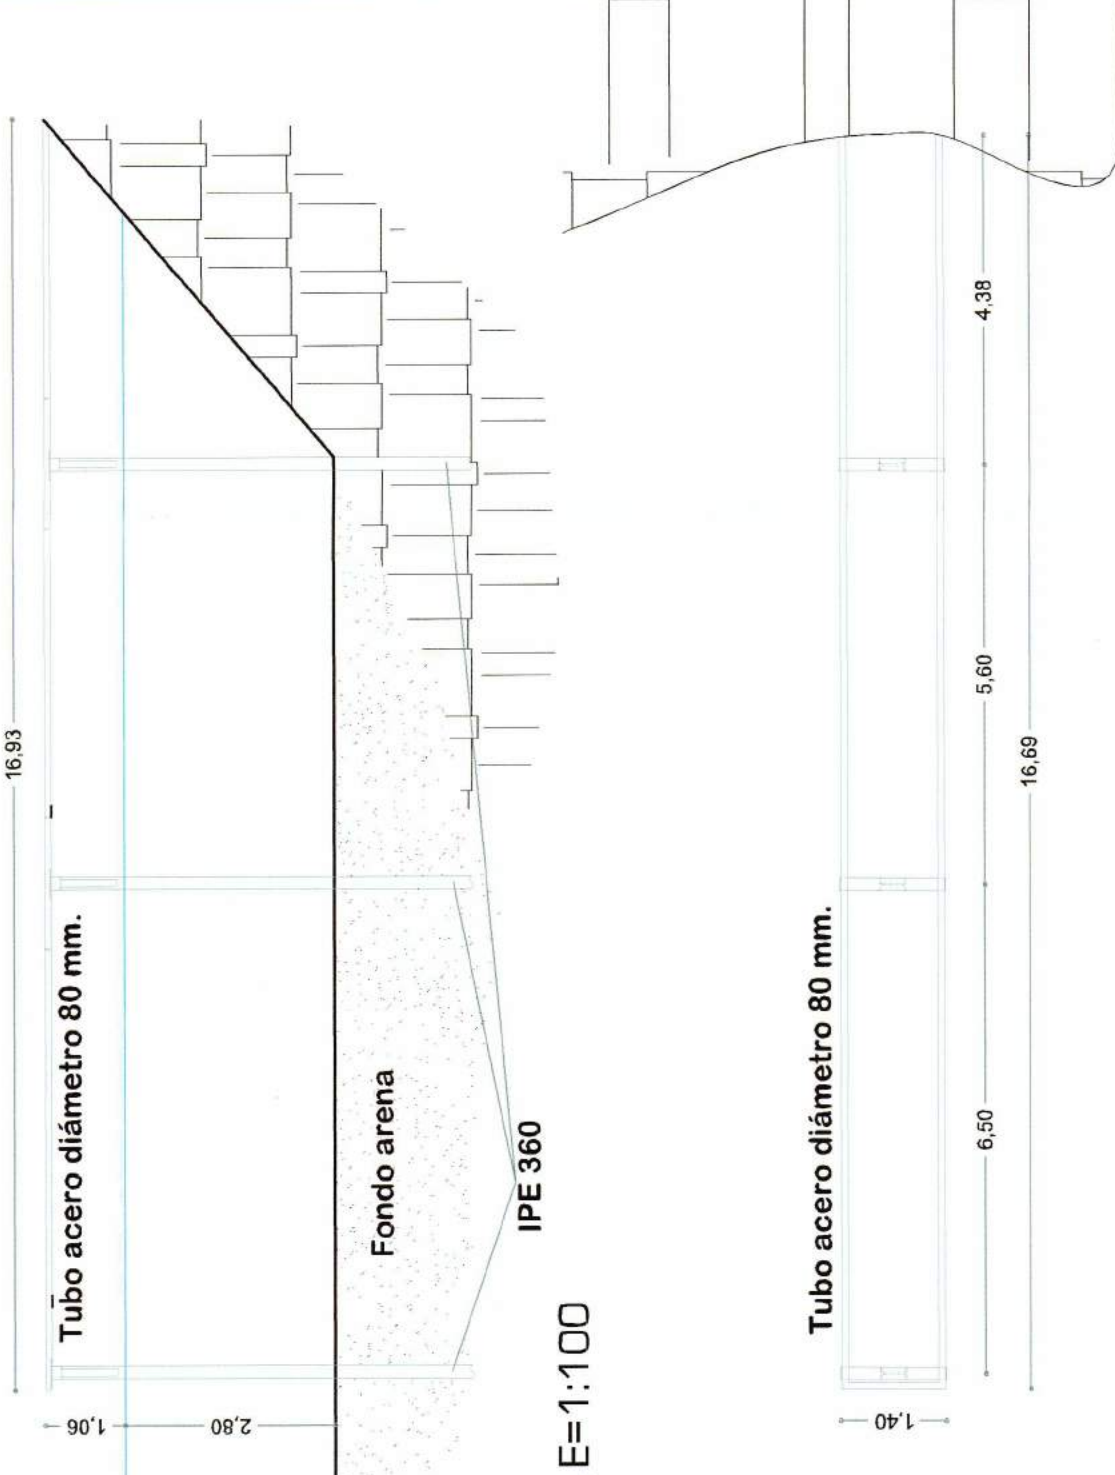 16,93
Tubo acero diámetro 80 mm.
1,06
2,80
Fondo arena
IPE 360
E=1:100
Tubo acero diámetro 80 mm.
4,38
5,60
6,50
16,69
1,40